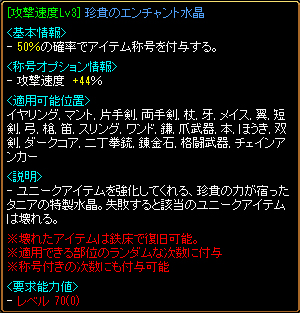 [攻撃速度Lv3] 珍貴のエンチャント水晶
<基本情報>
- 50%の確率でアイテム称号を付与する。
<称号オプション情報>
- 攻撃速度 +44%
<適用可能位置>
イヤリング, マント, 片手剣, 両手剣, 杖, 牙, メイス, 翼, 短
剣, 弓, 槍, 笛, スリング, ワンド, 鎌, 爪武器, 本, ほうき, 双
剣, ダークコア, 二丁拳銃, 錬金石, 格闘武器, チェインア
ンカー
<説明>
- ユニークアイテムを強化してくれる、珍貴の力が宿った
タニアの特製水晶。失敗すると該当のユニークアイテム
は壊れる。
※壊れたアイテムは鉄床で復旧可能。
※適用できる部位のランダムな次数に付与
※称号付きの次数にも付与可能
<要求能力値>
- レベル 70(0)